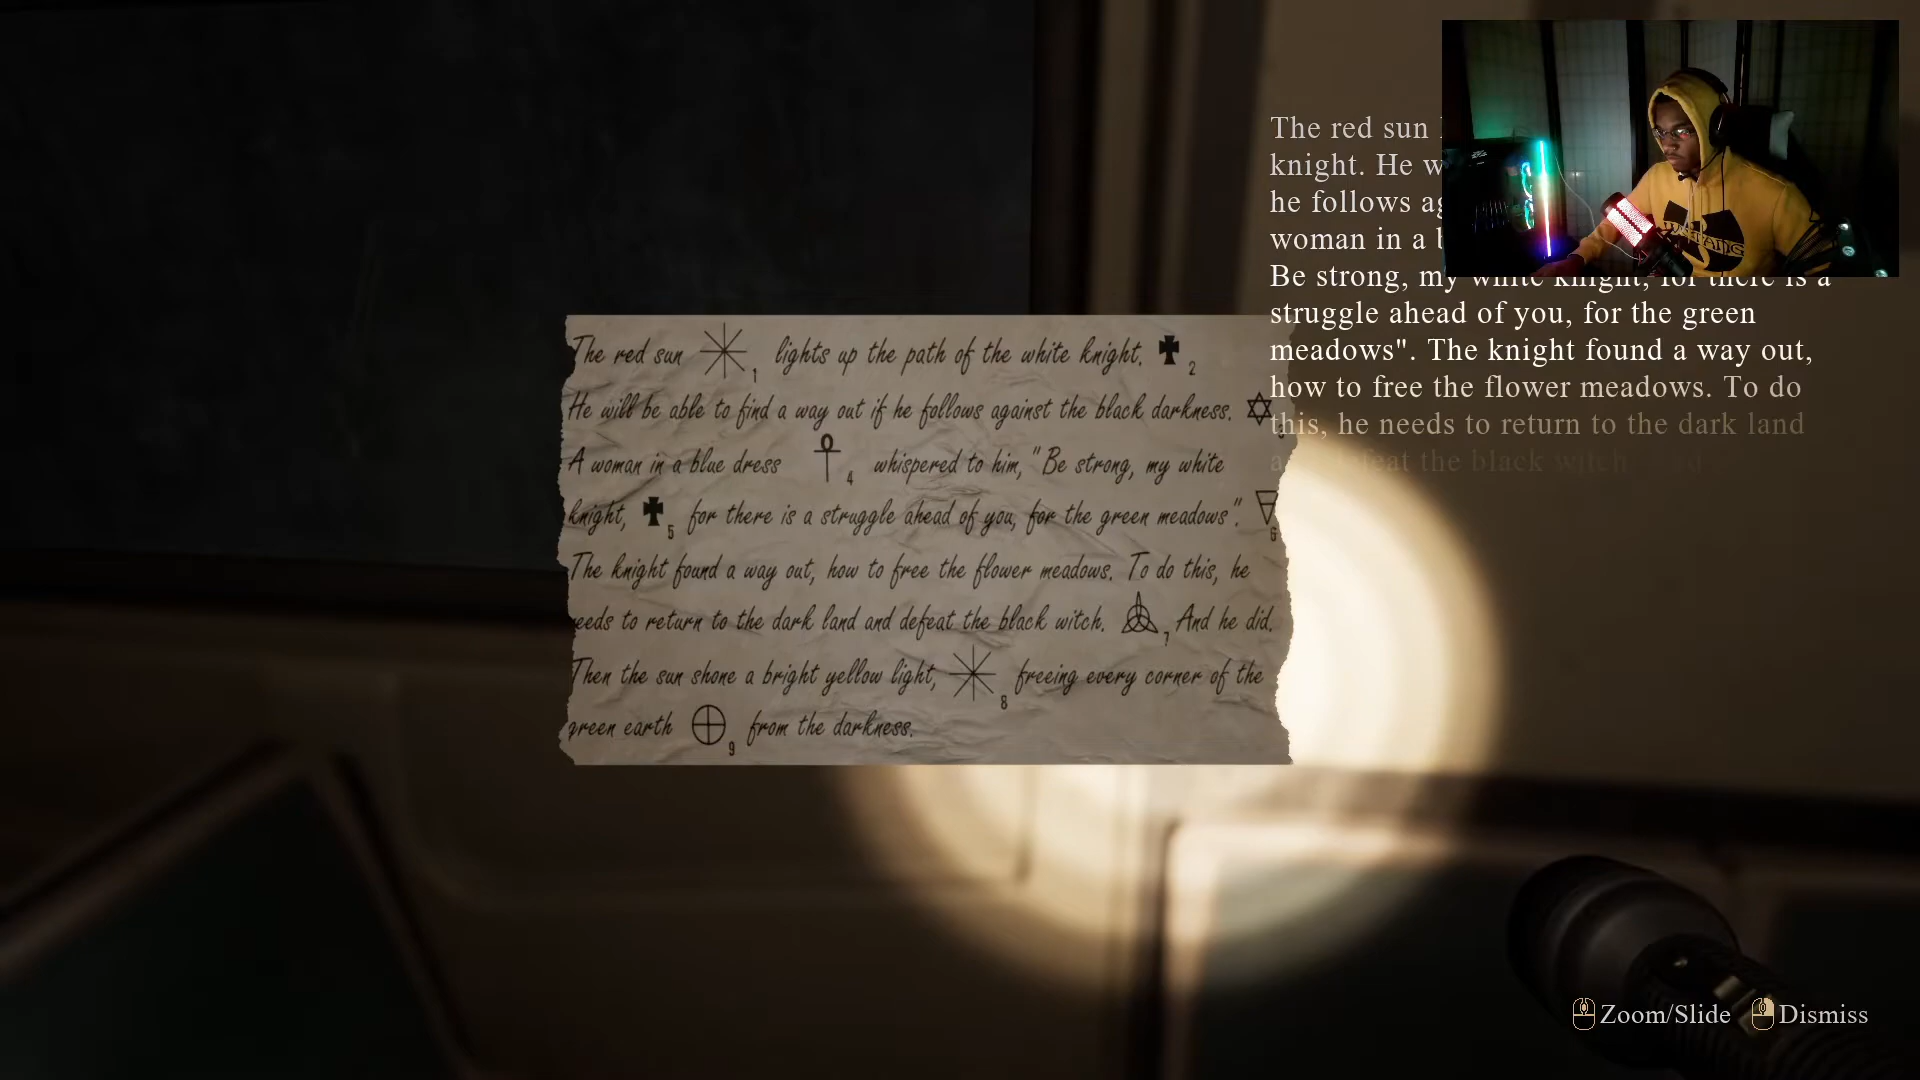 The red sun 1 lights up the path of the white knight. 2
He will be able to find a way out if he follows against the black darkness.
A woman in a blue dress 4 whispered to him, "Be strong, my white
knight, 5 for there is a struggle ahead of you, for the green meadows". 6
The knight found a way out, how to free the flower meadows. To do this, he
eeds to return to the dark land and defeat the black witch. 7 And he did.
Then the sun shone a bright yellow light, 8 freeing every corner of the
green earth 9 from the darkness.
The red sun
knight. He w
he follows ag
woman in a b
Be strong, my white knight, for there is a
struggle ahead of you, for the green
meadows". The knight found a way out,
how to free the flower meadows. To do
this, he needs to return to the dark land
defeat the black witch
Zoom/Slide
Dismiss